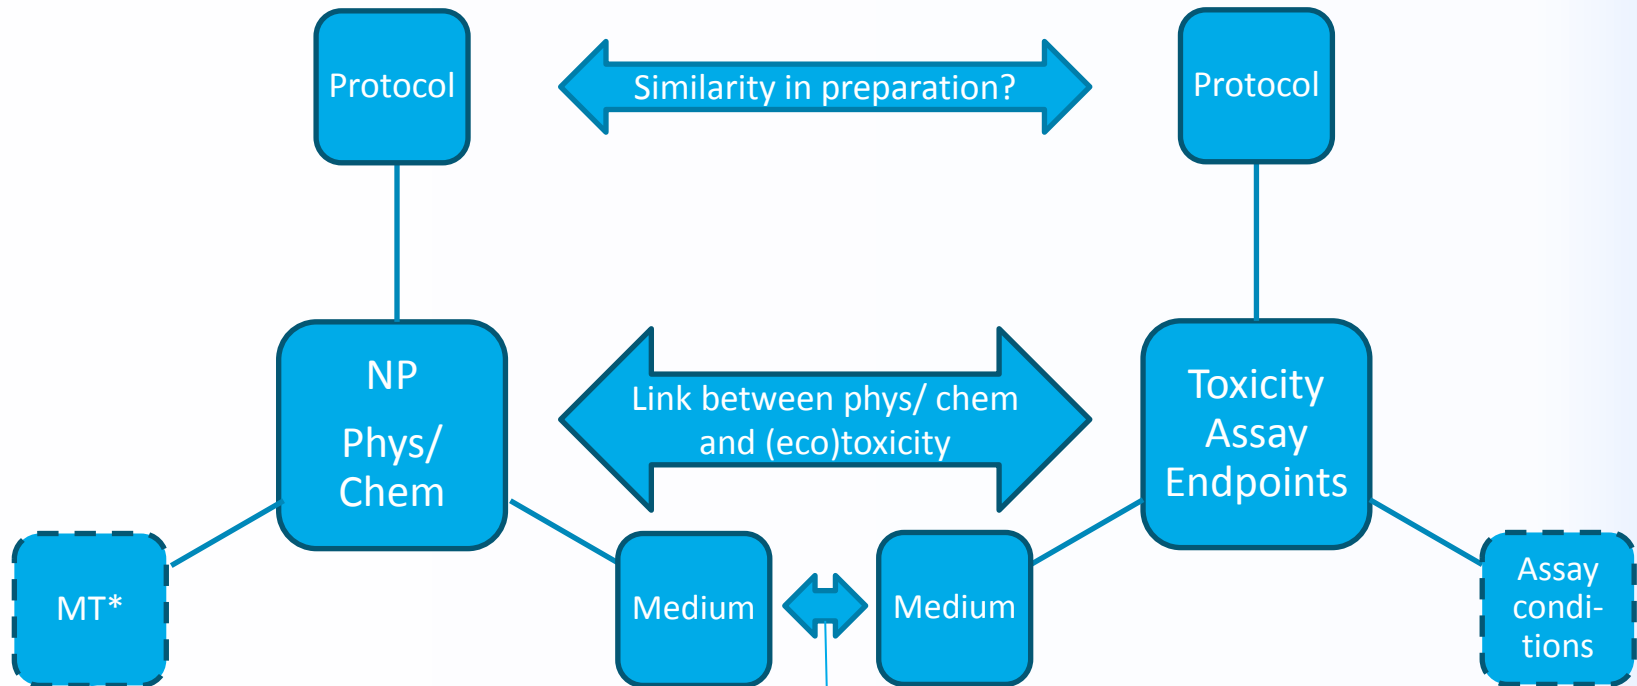 Protocol
Similarity in preparation?
Protocol
NP
Phys/
Chem
Link between phys/ chem
and (eco)toxicity
Toxicity
Assay
Endpoints
MT*
Medium
Medium
Assay
condi-
tions